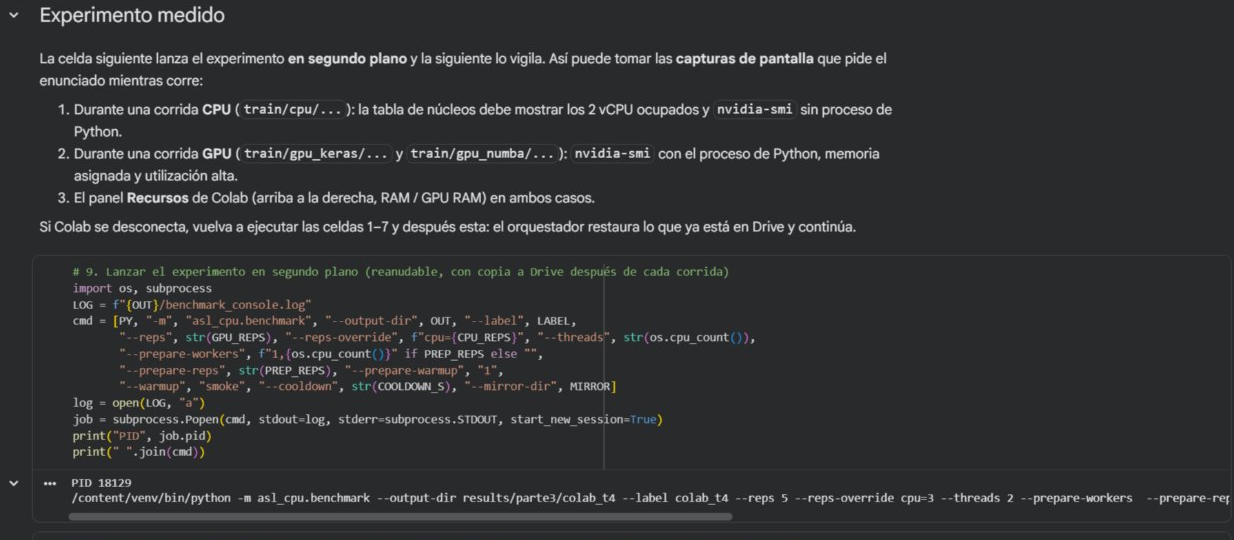 Experimento medido
La celda siguiente lanza el experimento en segundo plano y la siguiente lo vigila. Así puede tomar las capturas de pantalla que pide el
enunciado mientras corre:
1. Durante una corrida CPU ( train/cpu/... ): la tabla de núcleos debe mostrar los 2 vCPU ocupados y nvidia-smi sin proceso de
Python.
2. Durante una corrida GPU ( train/gpu_keras/... y train/gpu_numba/... ): nvidia-smi con el proceso de Python, memoria
asignada y utilización alta.
3. El panel Recursos de Colab (arriba a la derecha, RAM / GPU RAM) en ambos casos.
Si Colab se desconecta, vuelva a ejecutar las celdas 1–7 y después esta: el orquestador restaura lo que ya está en Drive y continúa.
# 9. Lanzar el experimento en segundo plano (reanudable, con copia a Drive después de cada corrida)
import os, subprocess
LOG = f"{OUT}/benchmark_console.log"
cmd = [PY, "-m", "asl_cpu.benchmark", "--output-dir", OUT, "--label", LABEL,
"--reps", str(GPU_REPS), "--reps-override", f"cpu={CPU_REPS}", "--threads", str(os.cpu_count()),
"--prepare-workers", f"1,{os.cpu_count()}" if PREP_REPS else "",
"--prepare-reps", str(PREP_REPS), "--prepare-warmup", "1",
"--warmup", "smoke", "--cooldown", str(COOLDOWN_S), "--mirror-dir", MIRROR]
log = open(LOG, "a")
job = subprocess.Popen(cmd, stdout=log, stderr=subprocess.STDOUT, start_new_session=True)
print("PID", job.pid)
print(" ".join(cmd))
PID 18129
/content/venv/bin/python -m asl_cpu.benchmark --output-dir results/parte3/colab_t4 --label colab_t4 --reps 5 --reps-override cpu=3 --threads 2 --prepare-workers  --prepare-rep